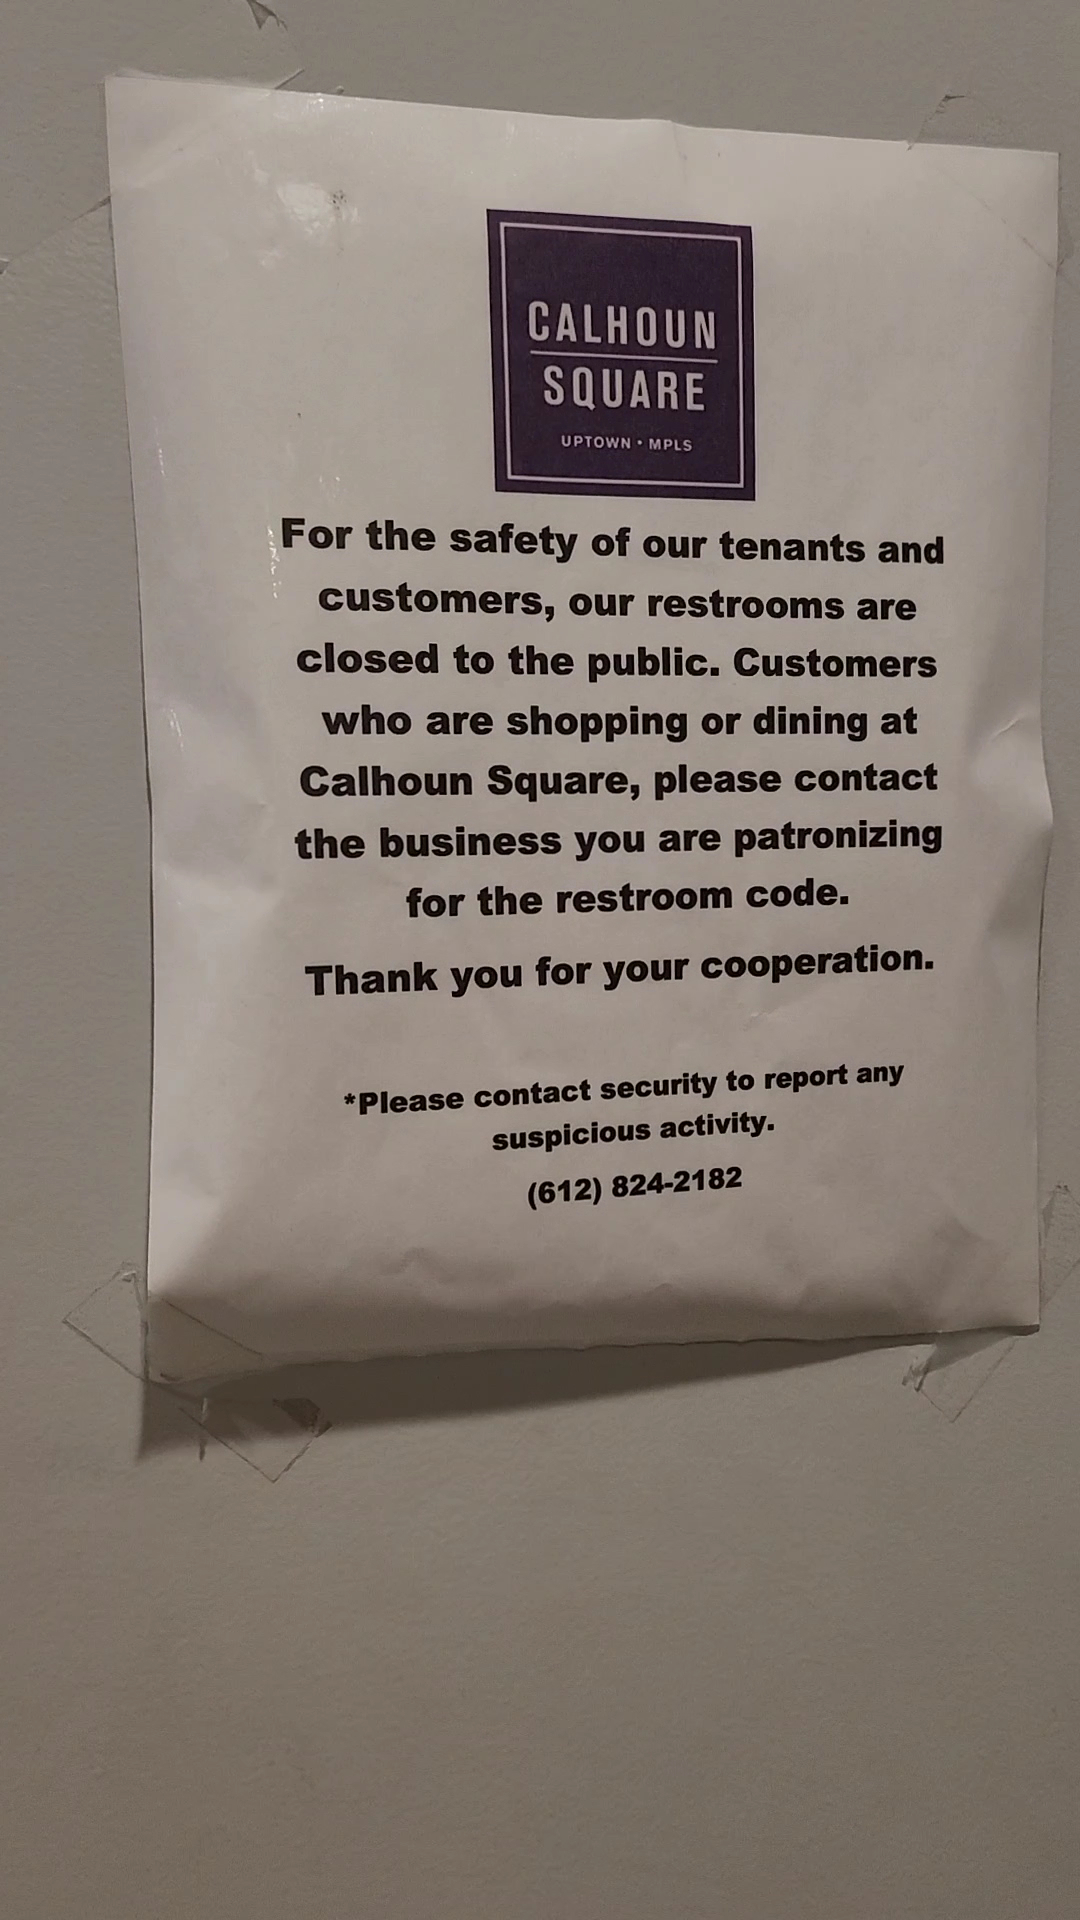 CALHOUN
SQUARE
UPTOWN • MPLS
For the safety of our tenants and
customers, our restrooms are
closed to the public. Customers
who are shopping or dining at
Calhoun Square, please contact
the business you are patronizing
for the restroom code.
Thank you for your cooperation.
*Please contact security to report any
suspicious activity.
(612) 824-2182